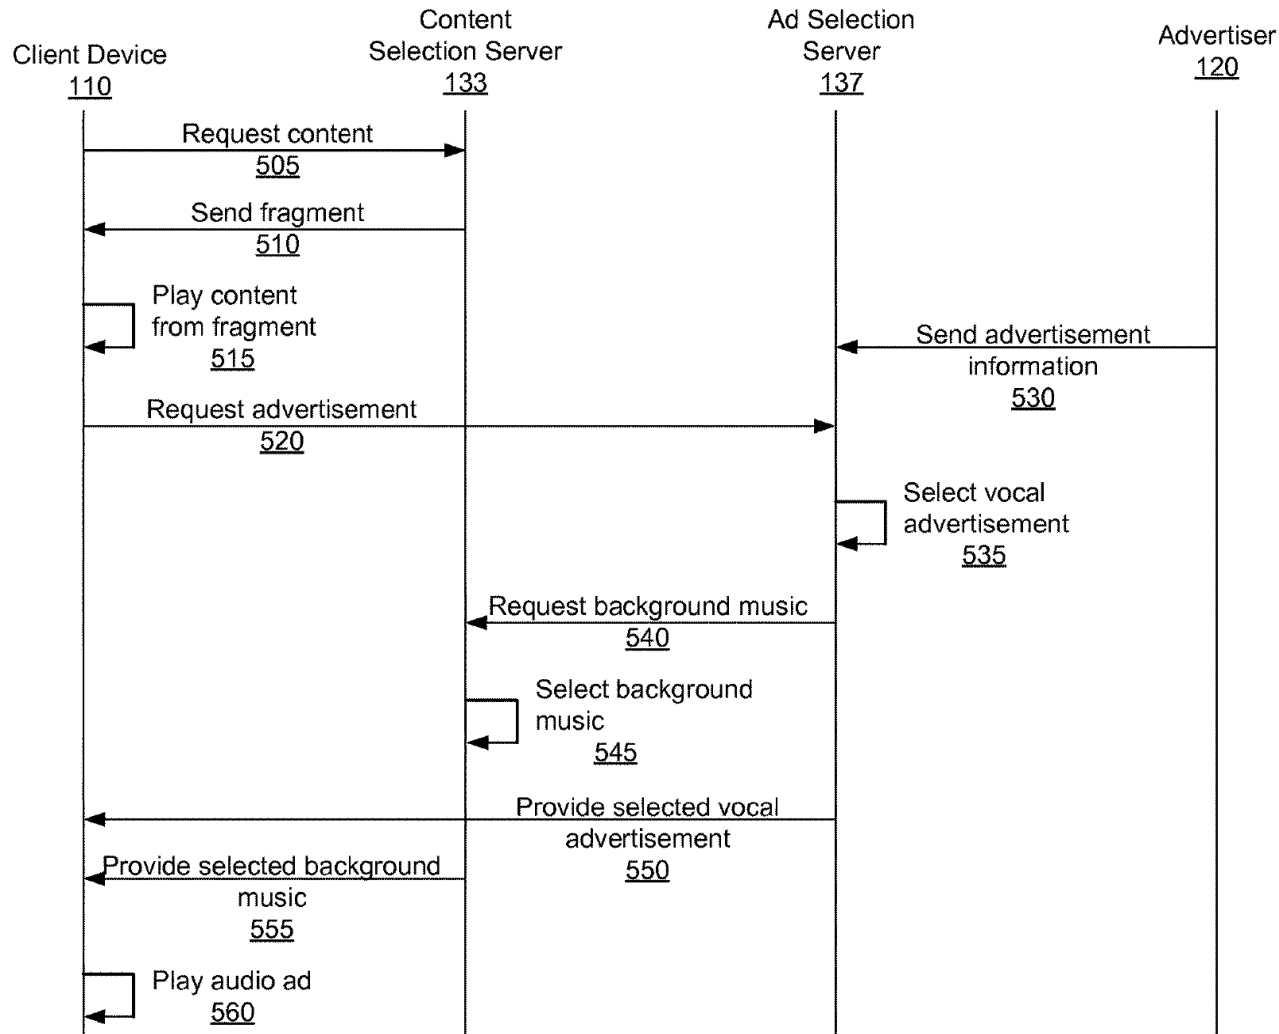 Client Device
110
Content
Selection Server
133
Ad Selection
Server
137
Advertiser
120
Request content
505
Send fragment
510
Play content
from fragment
515
Send advertisement
information
530
Request advertisement
520
Select vocal
advertisement
535
Request background music
540
Select background
music
545
Provide selected vocal
advertisement
550
Provide selected background
music
555
Play audio ad
560